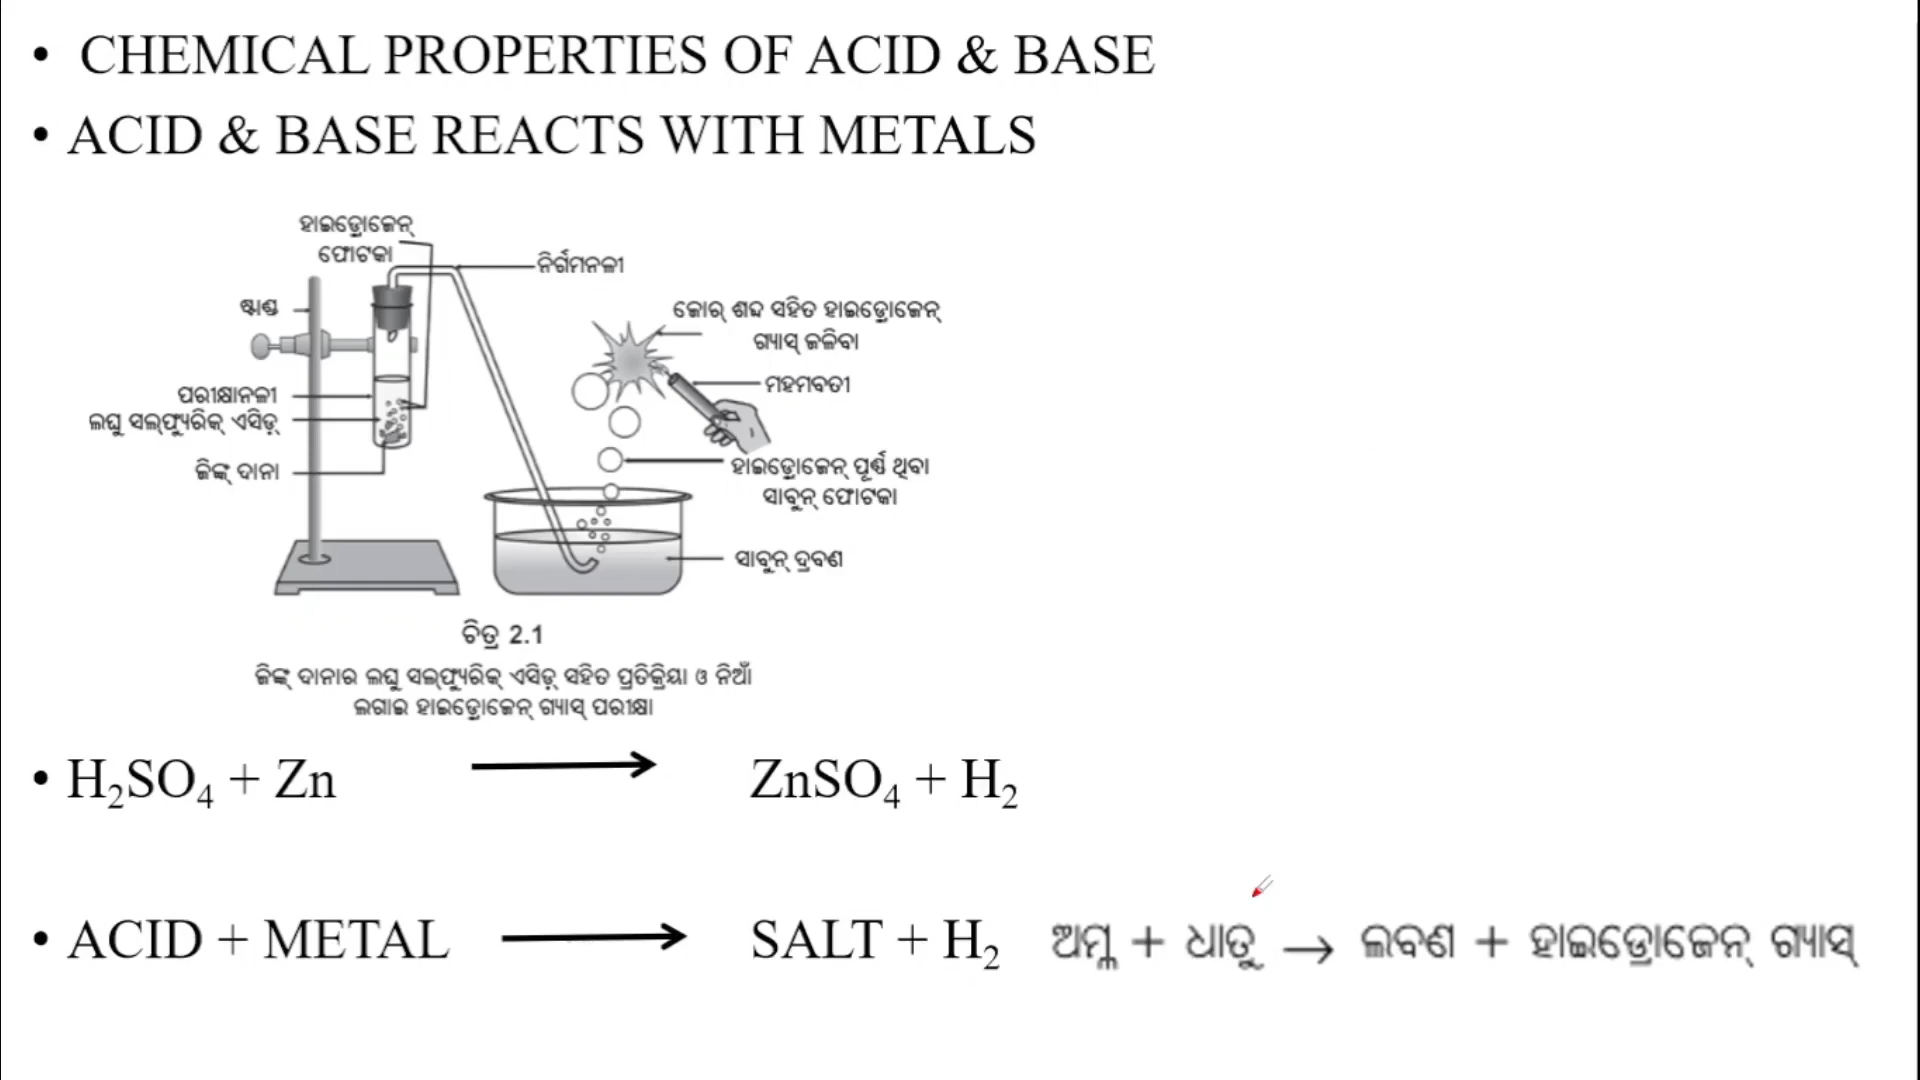 • CHEMICAL PROPERTIES OF ACID & BASE
• ACID & BASE REACTS WITH METALS
ହାଇଡ୍ରୋଜେନ୍
ଫୋଟକା
ନିର୍ଗମନଳୀ
ଷ୍ଟାଣ୍ଡ
ଜୋର୍ ଶବ୍ଦ ସହିତ ହାଇଡ୍ରୋଜେନ୍
ଗ୍ୟାସ୍ ଜଳିବା
ମହମବତୀ
ପରୀକ୍ଷାନଳୀ
ଲଘୁ ସଲ୍‌ଫ୍ୟୁରିକ୍ ଏସିଡ଼୍
ଜିଙ୍କ୍ ଦାନା
ହାଇଡ୍ରୋଜେନ୍ ପୂର୍ଣ୍ଣ ଥିବା
ସାବୁନ୍ ଫୋଟକା
ସାବୁନ୍ ଦ୍ରବଣ
ଚିତ୍ର 2.1
ଜିଙ୍କ୍ ଦାନାର ଲଘୁ ସଲ୍‌ଫ୍ୟୁରିକ୍ ଏସିଡ଼୍ ସହିତ ପ୍ରତିକ୍ରିୟା ଓ ନିଆଁ
ଲଗାଇ ହାଇଡ୍ରୋଜେନ୍ ଗ୍ୟାସ୍ ପରୀକ୍ଷା
• H₂SO₄ + Zn ⟶ ZnSO₄ + H₂
• ACID + METAL ⟶ SALT + H₂ ଅମ୍ଳ + ଧାତୁ → ଲବଣ + ହାଇଡ୍ରୋଜେନ୍ ଗ୍ୟାସ୍